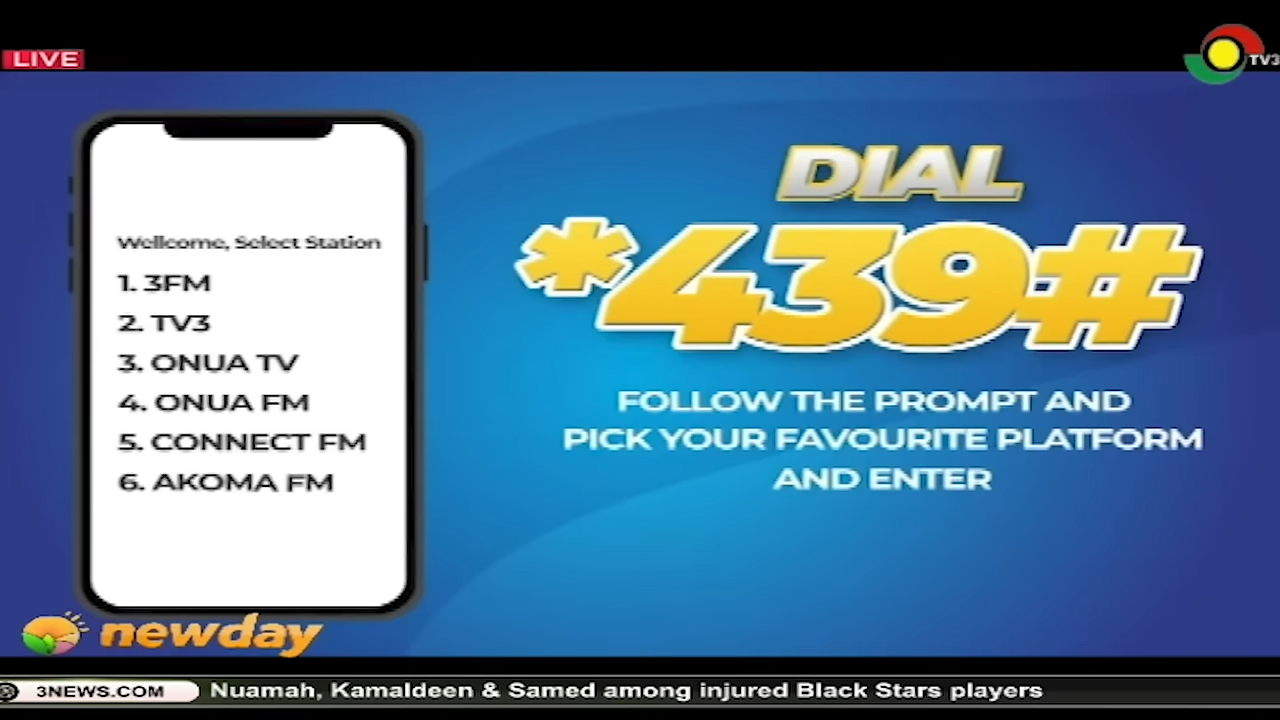 LIVE
TV3
DIAL
*439#
Wellcome, Select Station
1. 3FM
2. TV3
3. ONUA TV
4. ONUA FM
5. CONNECT FM
6. AKOMA FM
FOLLOW THE PROMPT AND
PICK YOUR FAVOURITE PLATFORM
AND ENTER
newday
3NEWS.COM Nuamah, Kamaldeen & Samed among injured Black Stars players